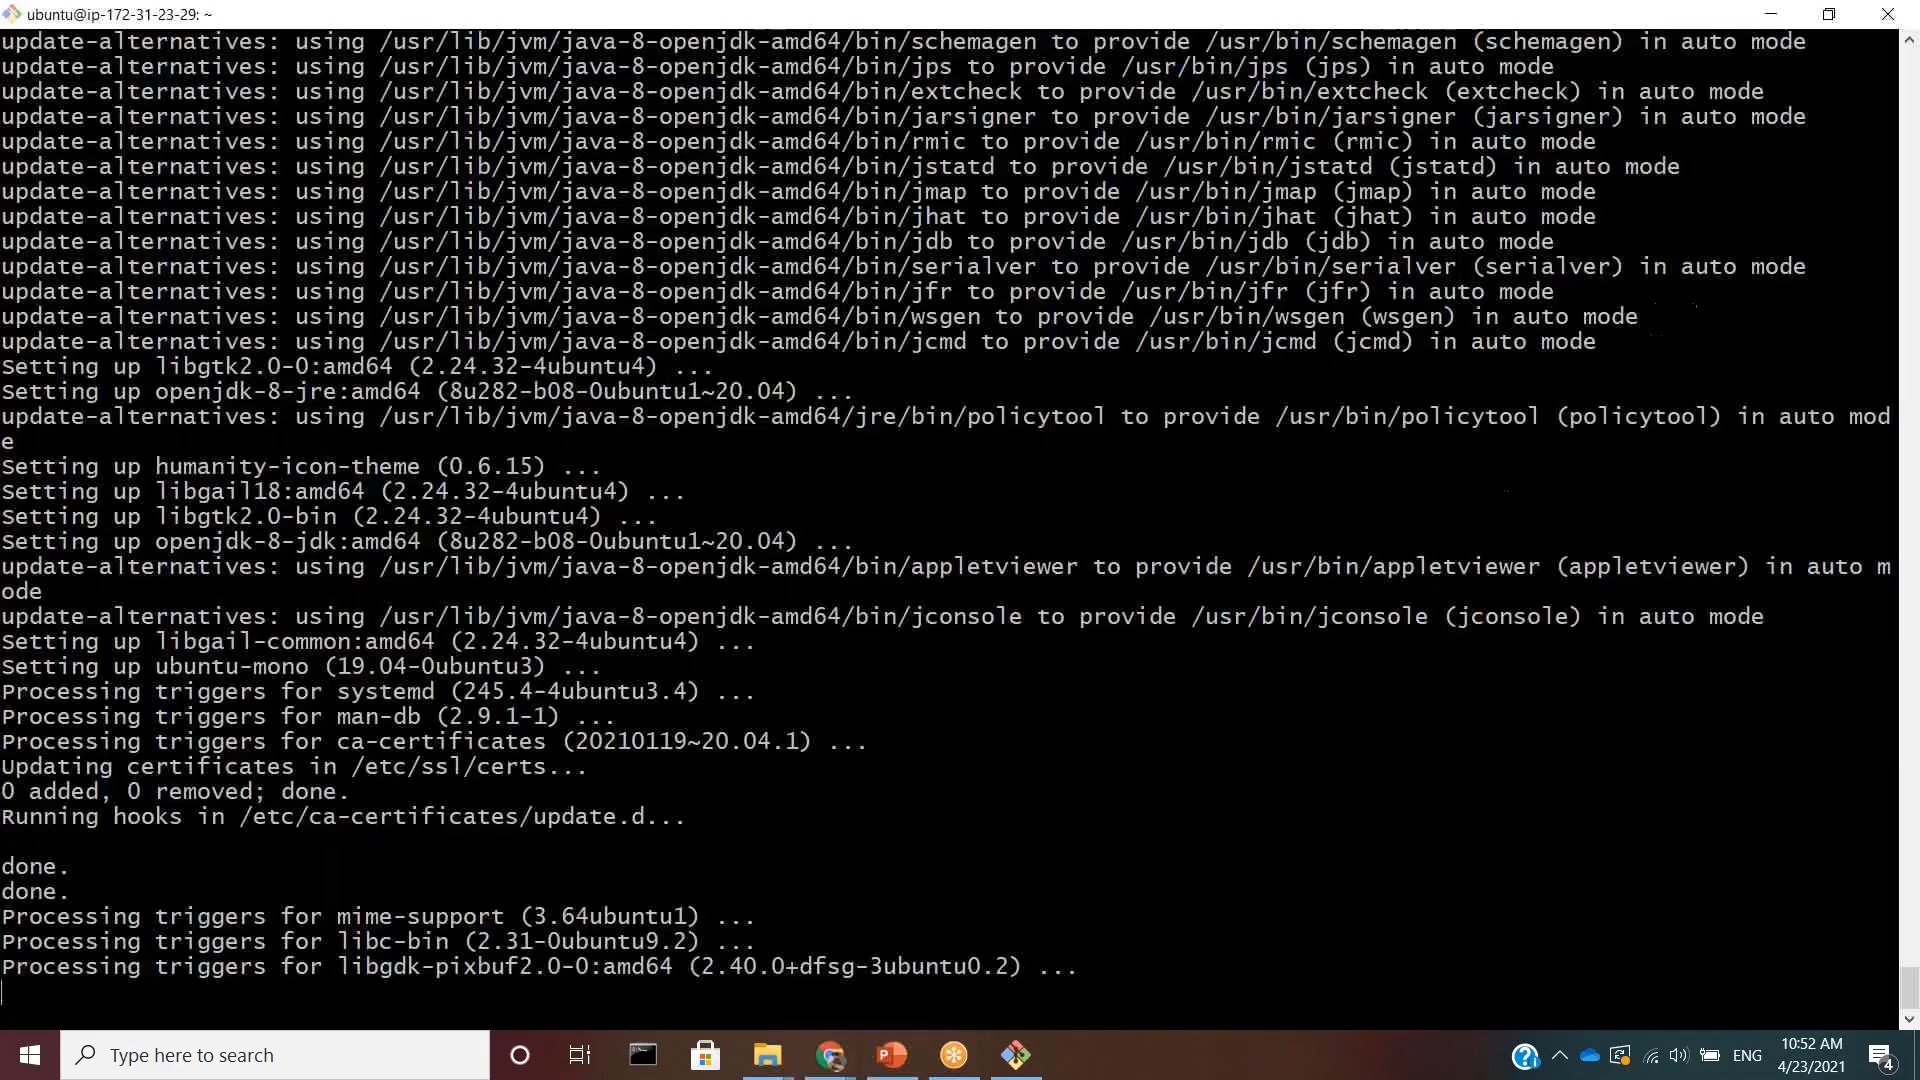 ubuntu@ip-172-31-23-29: ~
update-alternatives: using /usr/lib/jvm/java-8-openjdk-amd64/bin/schemagen to provide /usr/bin/schemagen (schemagen) in auto mode
update-alternatives: using /usr/lib/jvm/java-8-openjdk-amd64/bin/jps to provide /usr/bin/jps (jps) in auto mode
update-alternatives: using /usr/lib/jvm/java-8-openjdk-amd64/bin/extcheck to provide /usr/bin/extcheck (extcheck) in auto mode
update-alternatives: using /usr/lib/jvm/java-8-openjdk-amd64/bin/jarsigner to provide /usr/bin/jarsigner (jarsigner) in auto mode
update-alternatives: using /usr/lib/jvm/java-8-openjdk-amd64/bin/rmic to provide /usr/bin/rmic (rmic) in auto mode
update-alternatives: using /usr/lib/jvm/java-8-openjdk-amd64/bin/jstatd to provide /usr/bin/jstatd (jstatd) in auto mode
update-alternatives: using /usr/lib/jvm/java-8-openjdk-amd64/bin/jmap to provide /usr/bin/jmap (jmap) in auto mode
update-alternatives: using /usr/lib/jvm/java-8-openjdk-amd64/bin/jhat to provide /usr/bin/jhat (jhat) in auto mode
update-alternatives: using /usr/lib/jvm/java-8-openjdk-amd64/bin/jdb to provide /usr/bin/jdb (jdb) in auto mode
update-alternatives: using /usr/lib/jvm/java-8-openjdk-amd64/bin/serialver to provide /usr/bin/serialver (serialver) in auto mode
update-alternatives: using /usr/lib/jvm/java-8-openjdk-amd64/bin/jfr to provide /usr/bin/jfr (jfr) in auto mode
update-alternatives: using /usr/lib/jvm/java-8-openjdk-amd64/bin/wsgen to provide /usr/bin/wsgen (wsgen) in auto mode
update-alternatives: using /usr/lib/jvm/java-8-openjdk-amd64/bin/jcmd to provide /usr/bin/jcmd (jcmd) in auto mode
Setting up libgtk2.0-0:amd64 (2.24.32-4ubuntu4) ...
Setting up openjdk-8-jre:amd64 (8u282-b08-0ubuntu1~20.04) ...
update-alternatives: using /usr/lib/jvm/java-8-openjdk-amd64/jre/bin/policytool to provide /usr/bin/policytool (policytool) in auto mod
e
Setting up humanity-icon-theme (0.6.15) ...
Setting up libgail18:amd64 (2.24.32-4ubuntu4) ...
Setting up libgtk2.0-bin (2.24.32-4ubuntu4) ...
Setting up openjdk-8-jdk:amd64 (8u282-b08-0ubuntu1~20.04) ...
update-alternatives: using /usr/lib/jvm/java-8-openjdk-amd64/bin/appletviewer to provide /usr/bin/appletviewer (appletviewer) in auto m
ode
update-alternatives: using /usr/lib/jvm/java-8-openjdk-amd64/bin/jconsole to provide /usr/bin/jconsole (jconsole) in auto mode
Setting up libgail-common:amd64 (2.24.32-4ubuntu4) ...
Setting up ubuntu-mono (19.04-0ubuntu3) ...
Processing triggers for systemd (245.4-4ubuntu3.4) ...
Processing triggers for man-db (2.9.1-1) ...
Processing triggers for ca-certificates (20210119~20.04.1) ...
Updating certificates in /etc/ssl/certs...
0 added, 0 removed; done.
Running hooks in /etc/ca-certificates/update.d...
done.
done.
Processing triggers for mime-support (3.64ubuntu1) ...
Processing triggers for libc-bin (2.31-0ubuntu9.2) ...
Processing triggers for libgdk-pixbuf2.0-0:amd64 (2.40.0+dfsg-3ubuntu0.2) ...
Type here to search
ENG
10:52 AM
4/23/2021
4